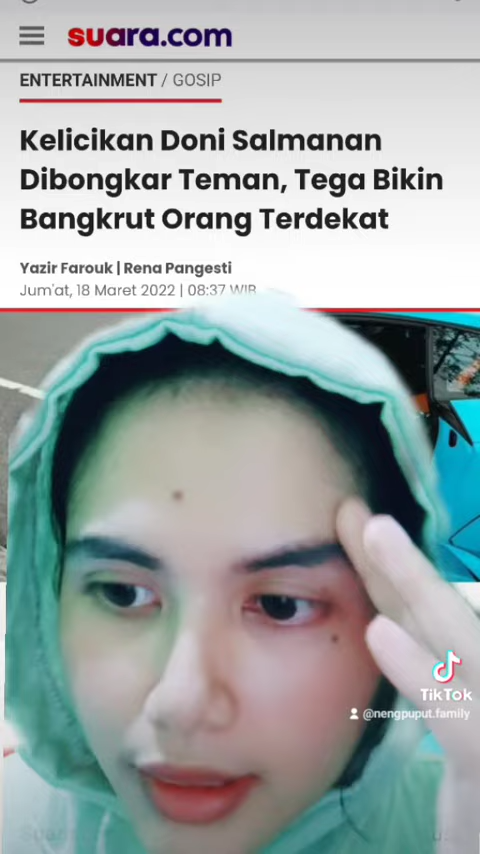 suara.com
ENTERTAINMENT / GOSIP
Kelicikan Doni Salmanan
Dibongkar Teman, Tega Bikin
Bangkrut Orang Terdekat
Yazir Farouk | Rena Pangesti
Jum'at, 18 Maret 2022 | 08:37 WIB
TikTok
@nengpuput.family